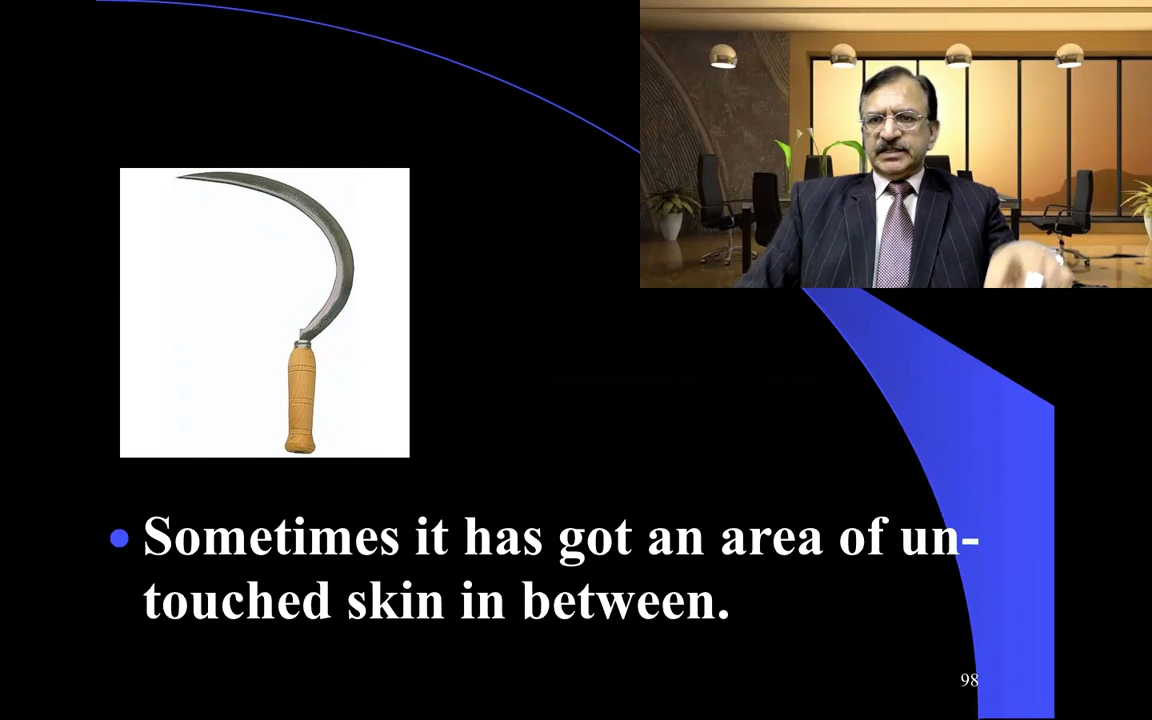 Sometimes it has got an area of un-
touched skin in between.
98